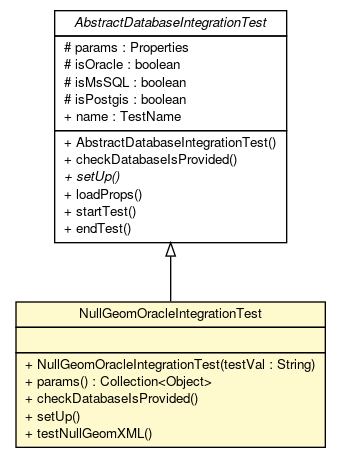 AbstractDatabaseIntegrationTest
# params : Properties
# isOracle : boolean
# isMsSQL : boolean
# isPostgis : boolean
+ name : TestName
+ AbstractDatabaseIntegrationTest()
+ checkDatabaseIsProvided()
+ setUp()
+ loadProps()
+ startTest()
+ endTest()
NullGeomOracleIntegrationTest
+ NullGeomOracleIntegrationTest(testVal : String)
+ params() : Collection<Object>
+ checkDatabaseIsProvided()
+ setUp()
+ testNullGeomXML()